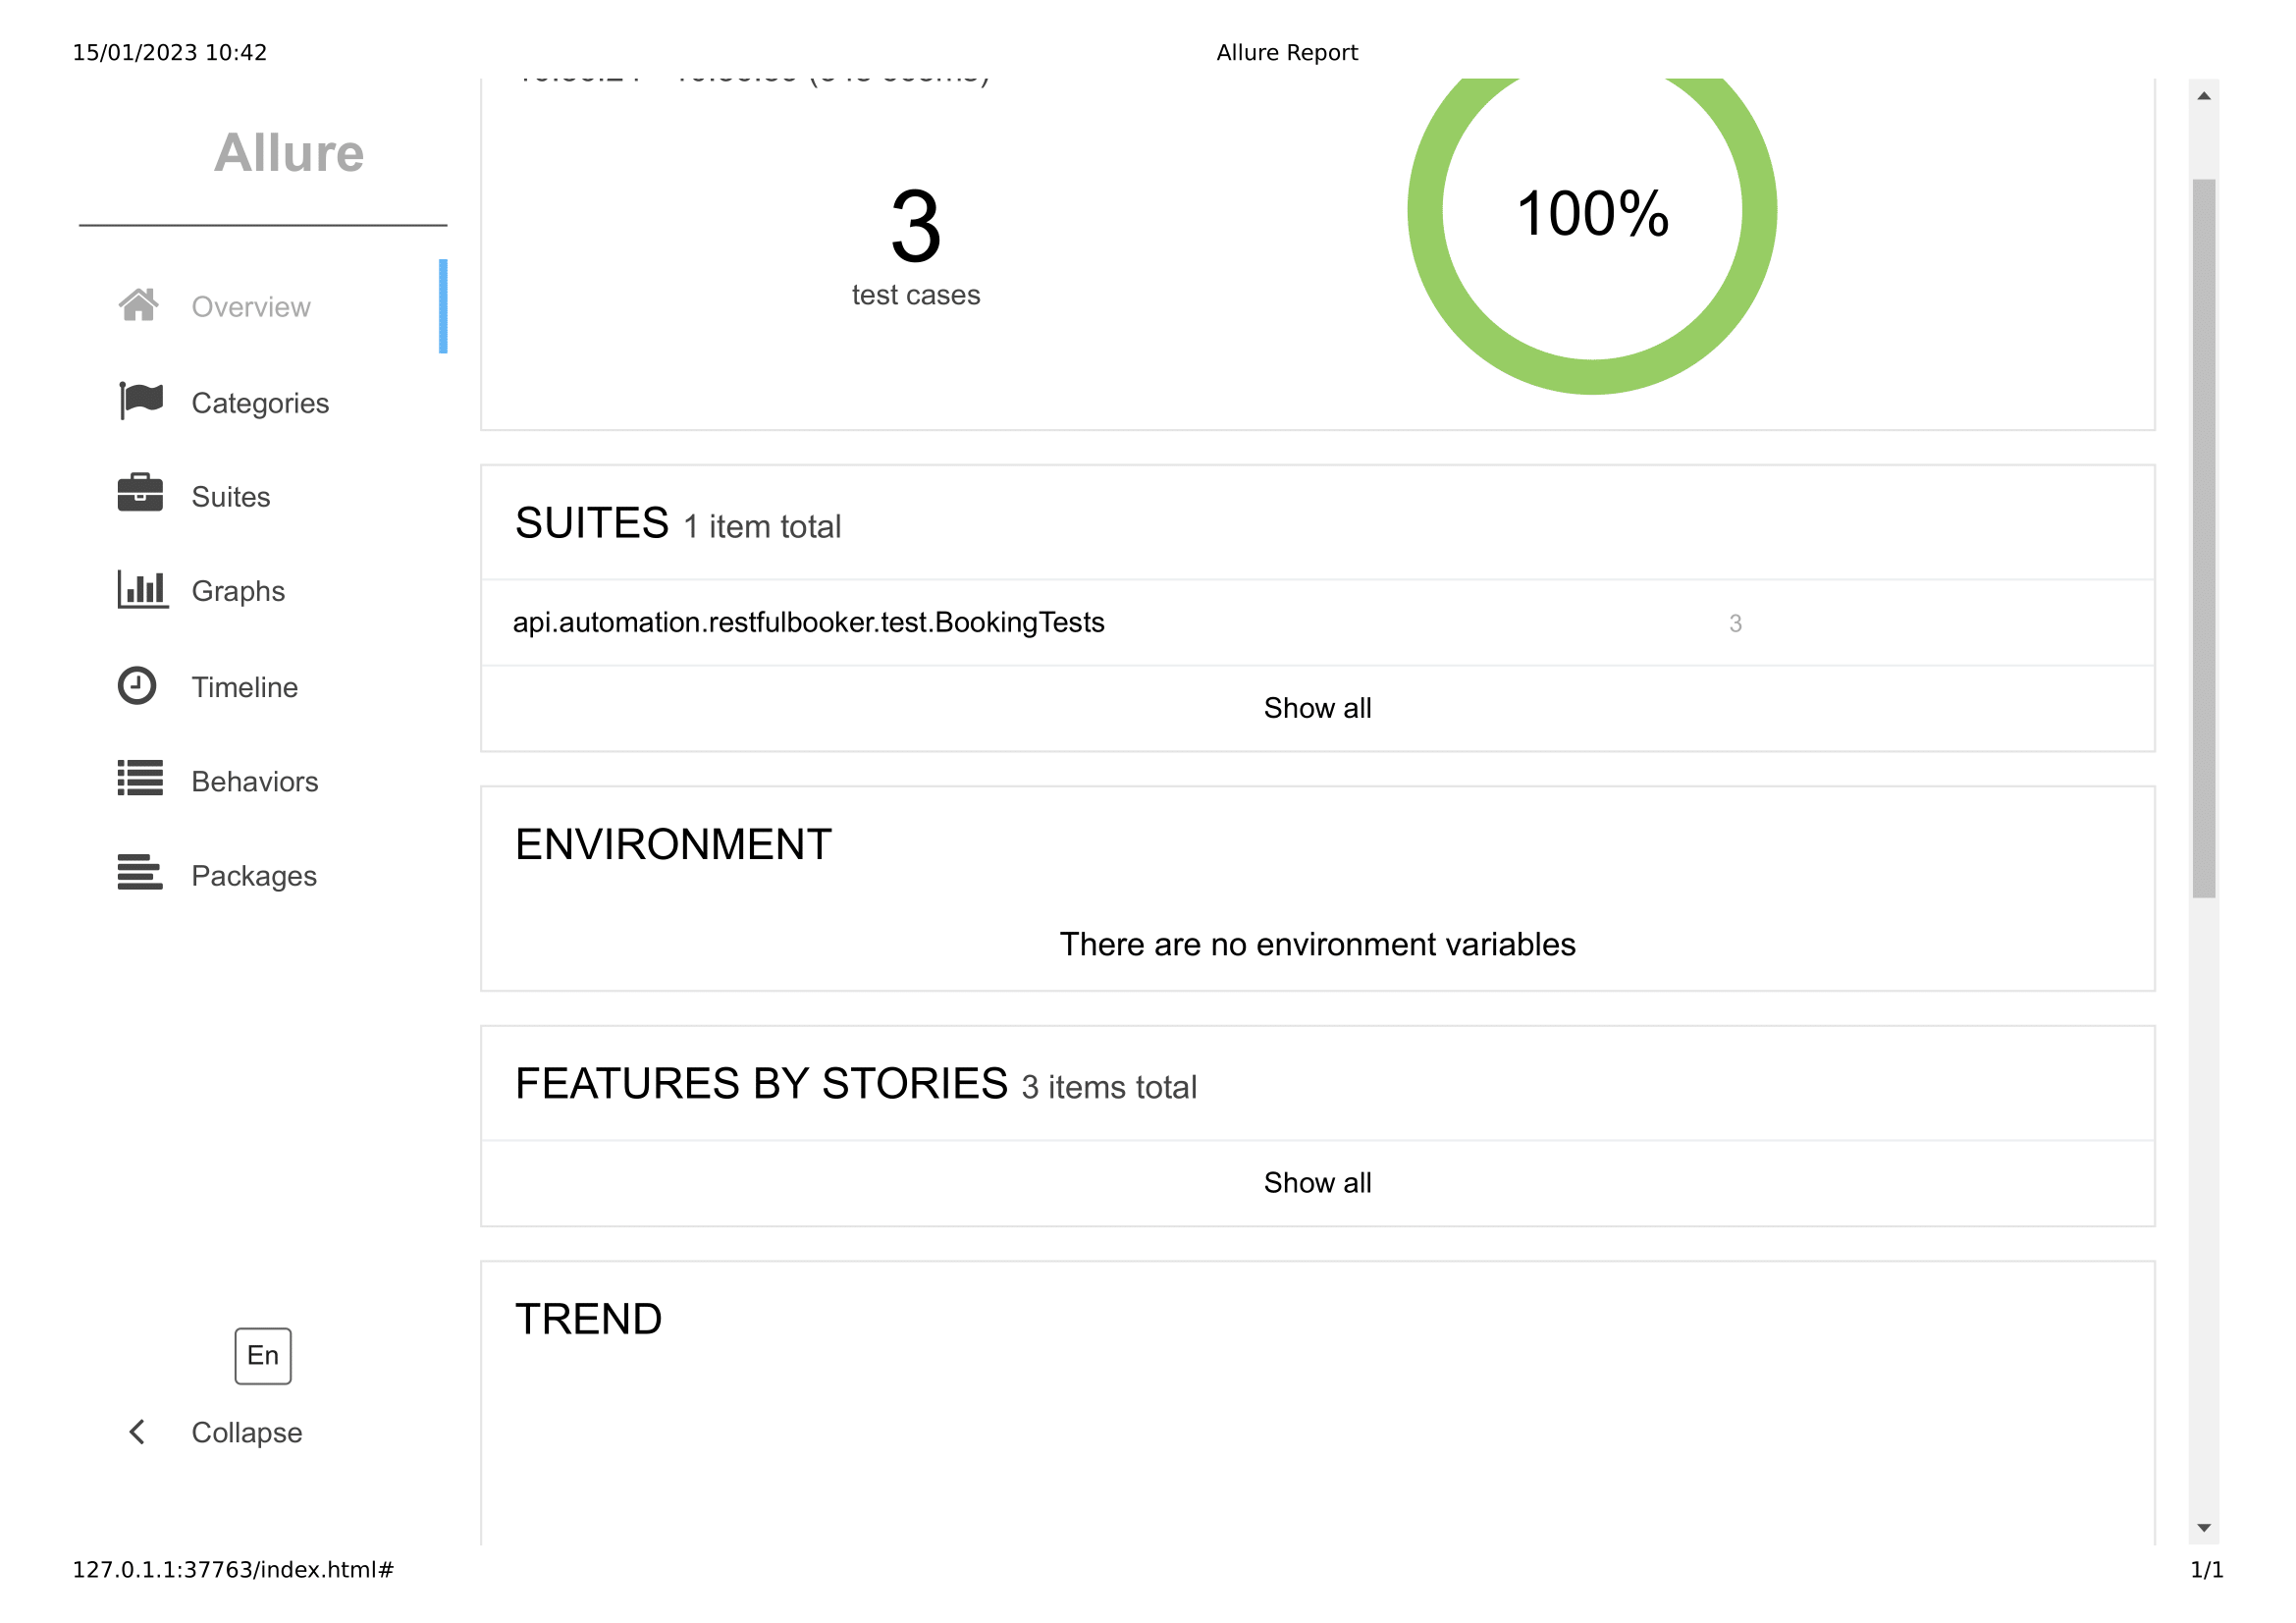 15/01/2023 10:42
Allure Report
Allure
Overview
Categories
Suites
Graphs
Timeline
Behaviors
Packages
En
Collapse
3
test cases
100%
SUITES 1 item total
api.automation.restfulbooker.test.BookingTests 3
Show all
ENVIRONMENT
There are no environment variables
FEATURES BY STORIES 3 items total
Show all
TREND
127.0.1.1:37763/index.html#
1/1